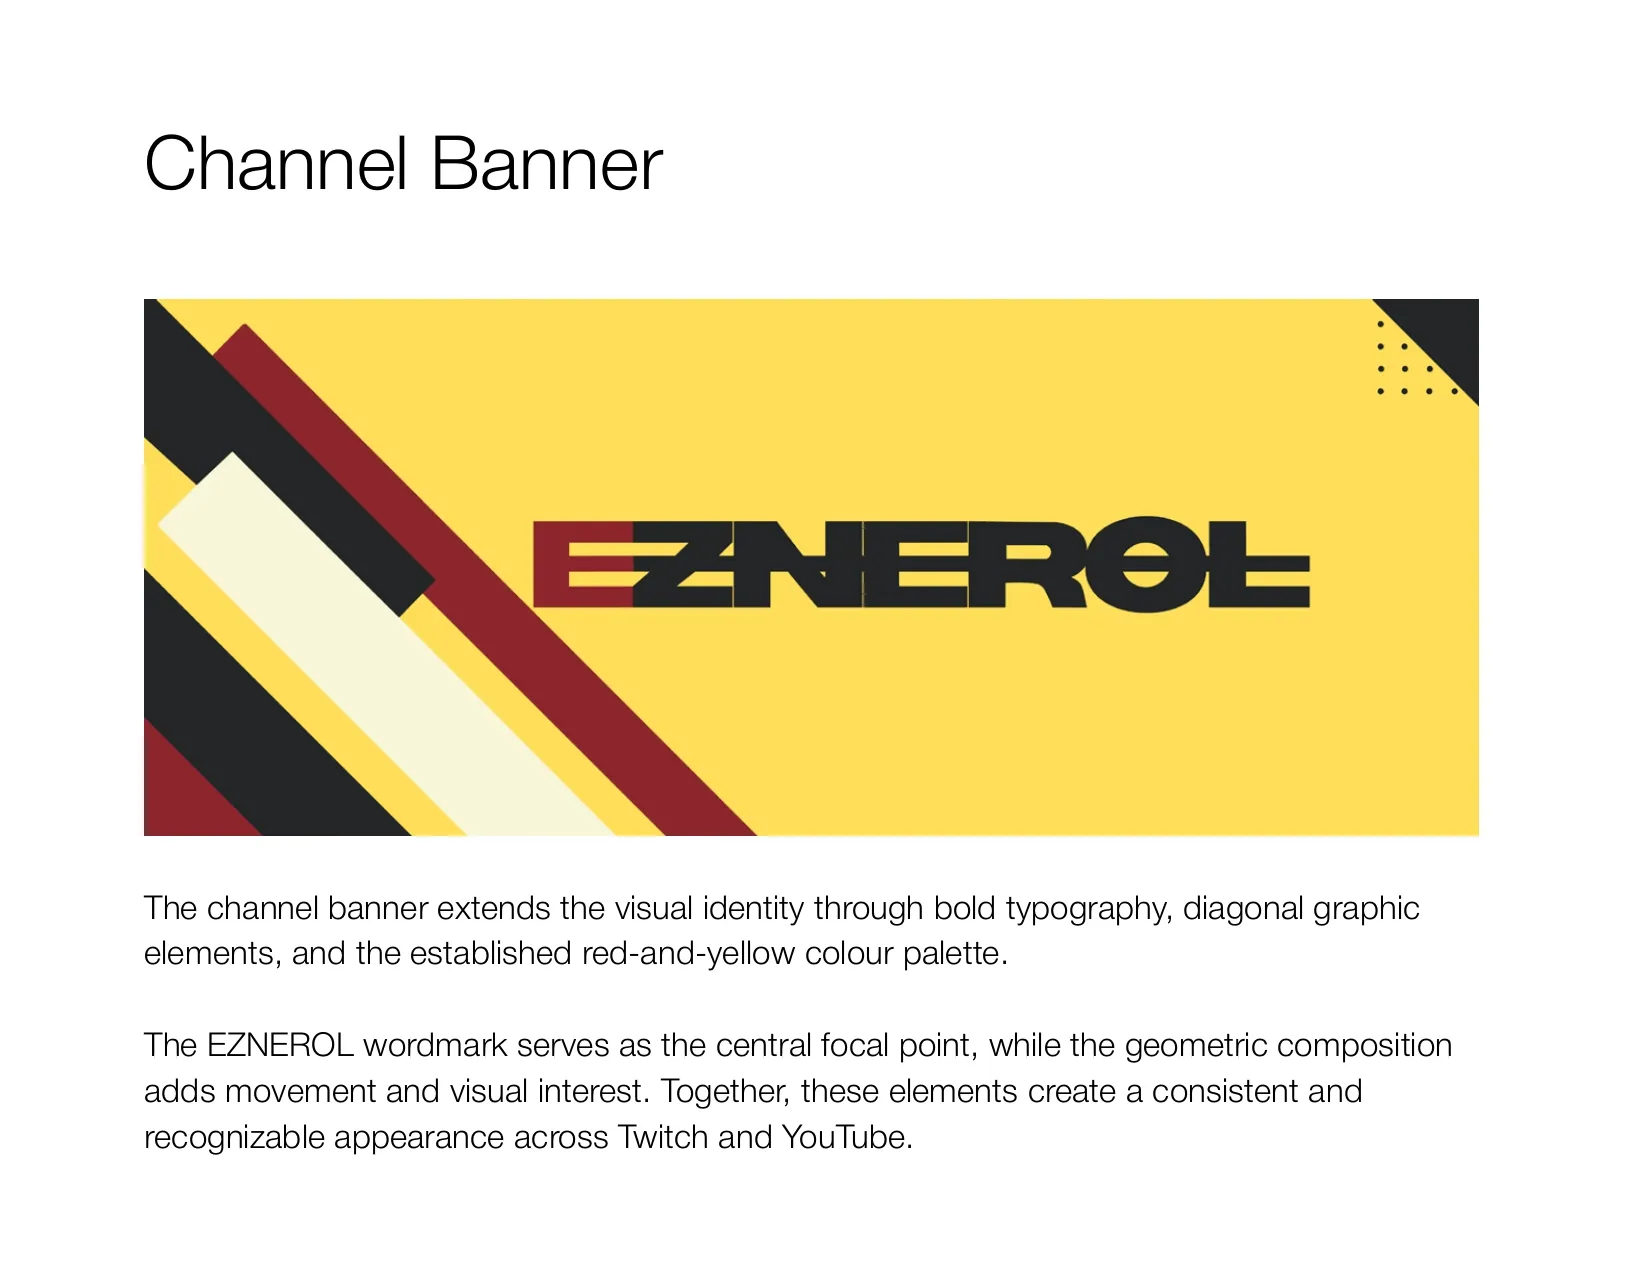 Channel Banner
EZNEROL
The channel banner extends the visual identity through bold typography, diagonal graphic
elements, and the established red-and-yellow colour palette.
The EZNEROL wordmark serves as the central focal point, while the geometric composition
adds movement and visual interest. Together, these elements create a consistent and
recognizable appearance across Twitch and YouTube.